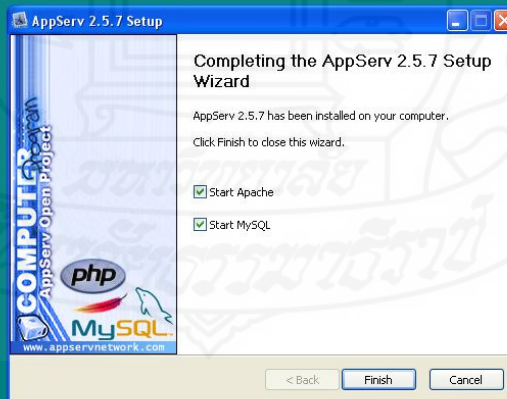 AppServ 2.5.7 Setup
Completing the AppServ 2.5.7 Setup
Wizard
AppServ 2.5.7 has been installed on your computer.
Click Finish to close this wizard.
Start Apache
Start MySQL
COMPUTER
Program
AppServ Open Project
php
MySQL
www.appservnetwork.com
< Back
Finish
Cancel